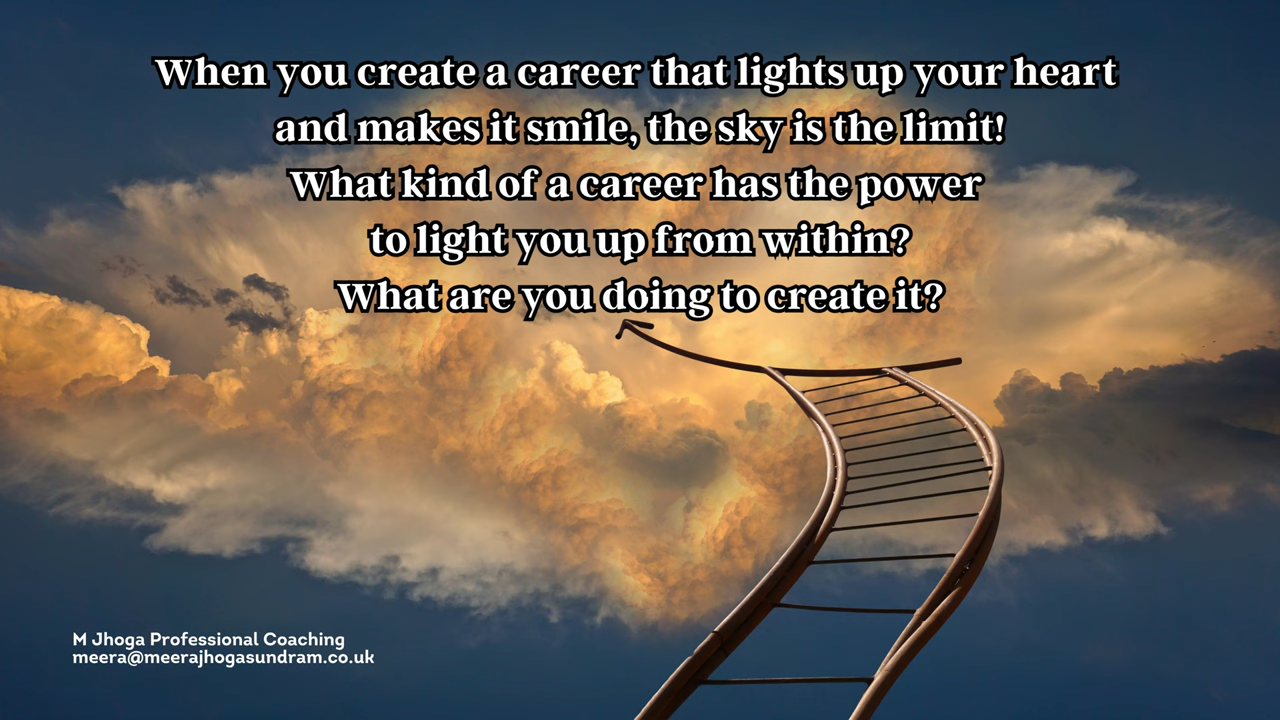 When you create a career that lights up your heart
and makes it smile, the sky is the limit!
What kind of a career has the power
to light you up from within?
What are you doing to create it?
M Jhoga Professional Coaching
meera@meerajhogasundram.co.uk